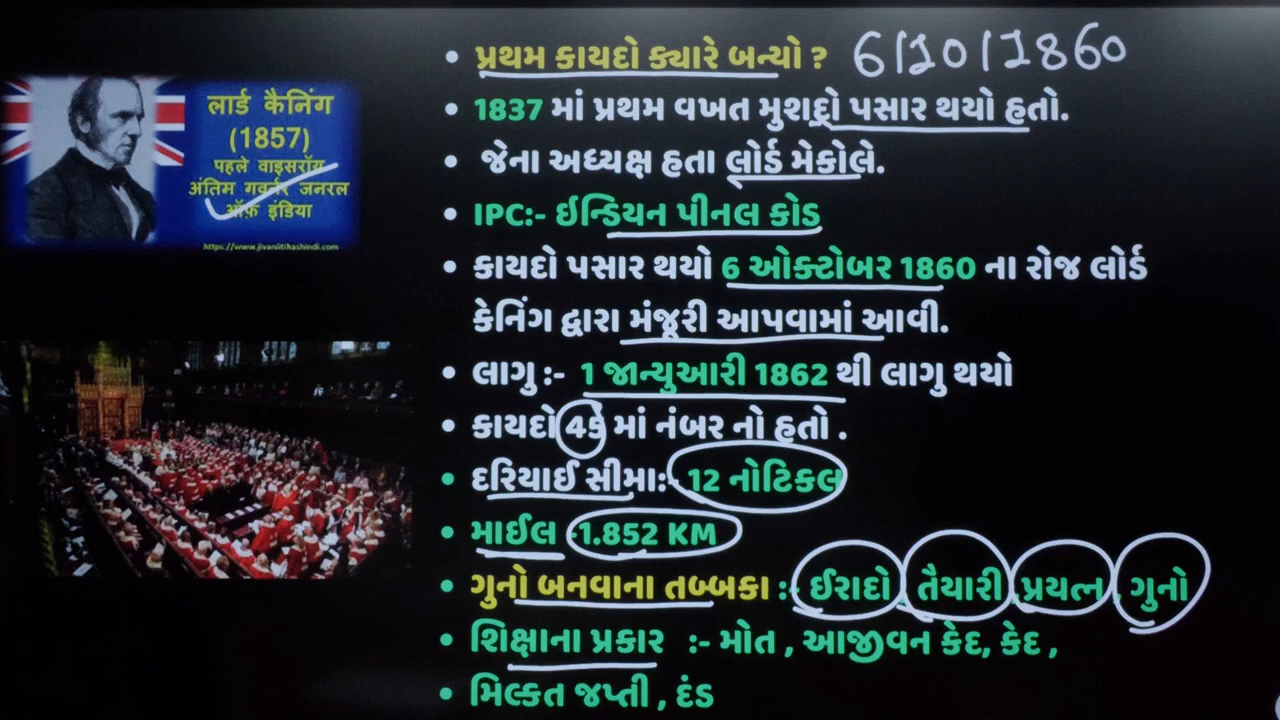 लार्ड कैनिंग
(1857)
पहले वाइसरॉय
अंतिम गवर्नर जनरल
ऑफ़ इंडिया
https://www.jivaniitihashindi.com
• પ્રથમ કાયદો ક્યારે બન્યો ? 6/10/1860
• 1837 માં પ્રથમ વખત મુશદ્દો પસાર થયો હતો.
• જેના અધ્યક્ષ હતા લોર્ડ મેકોલે.
• IPC:- ઇન્ડિયન પીનલ કોડ
• કાયદો પસાર થયો 6 ઓક્ટોબર 1860 ના રોજ લોર્ડ
કેનિંગ દ્વારા મંજૂરી આપવામાં આવી.
• લાગુ :- 1 જાન્યુઆરી 1862 થી લાગુ થયો
• કાયદો માં નંબર નો હતો .
• દરિયાઈ સીમા:- 12 નોટિકલ
• માઈલ 1.852 KM
• ગુનો બનવાના તબ્બકા :- ઈરાદો , તૈયારી ,પ્રયત્ન , ગુનો
• શિક્ષાના પ્રકાર :- મોત , આજીવન કેદ, કેદ ,
• મિલ્કત જપ્તી , દંડ